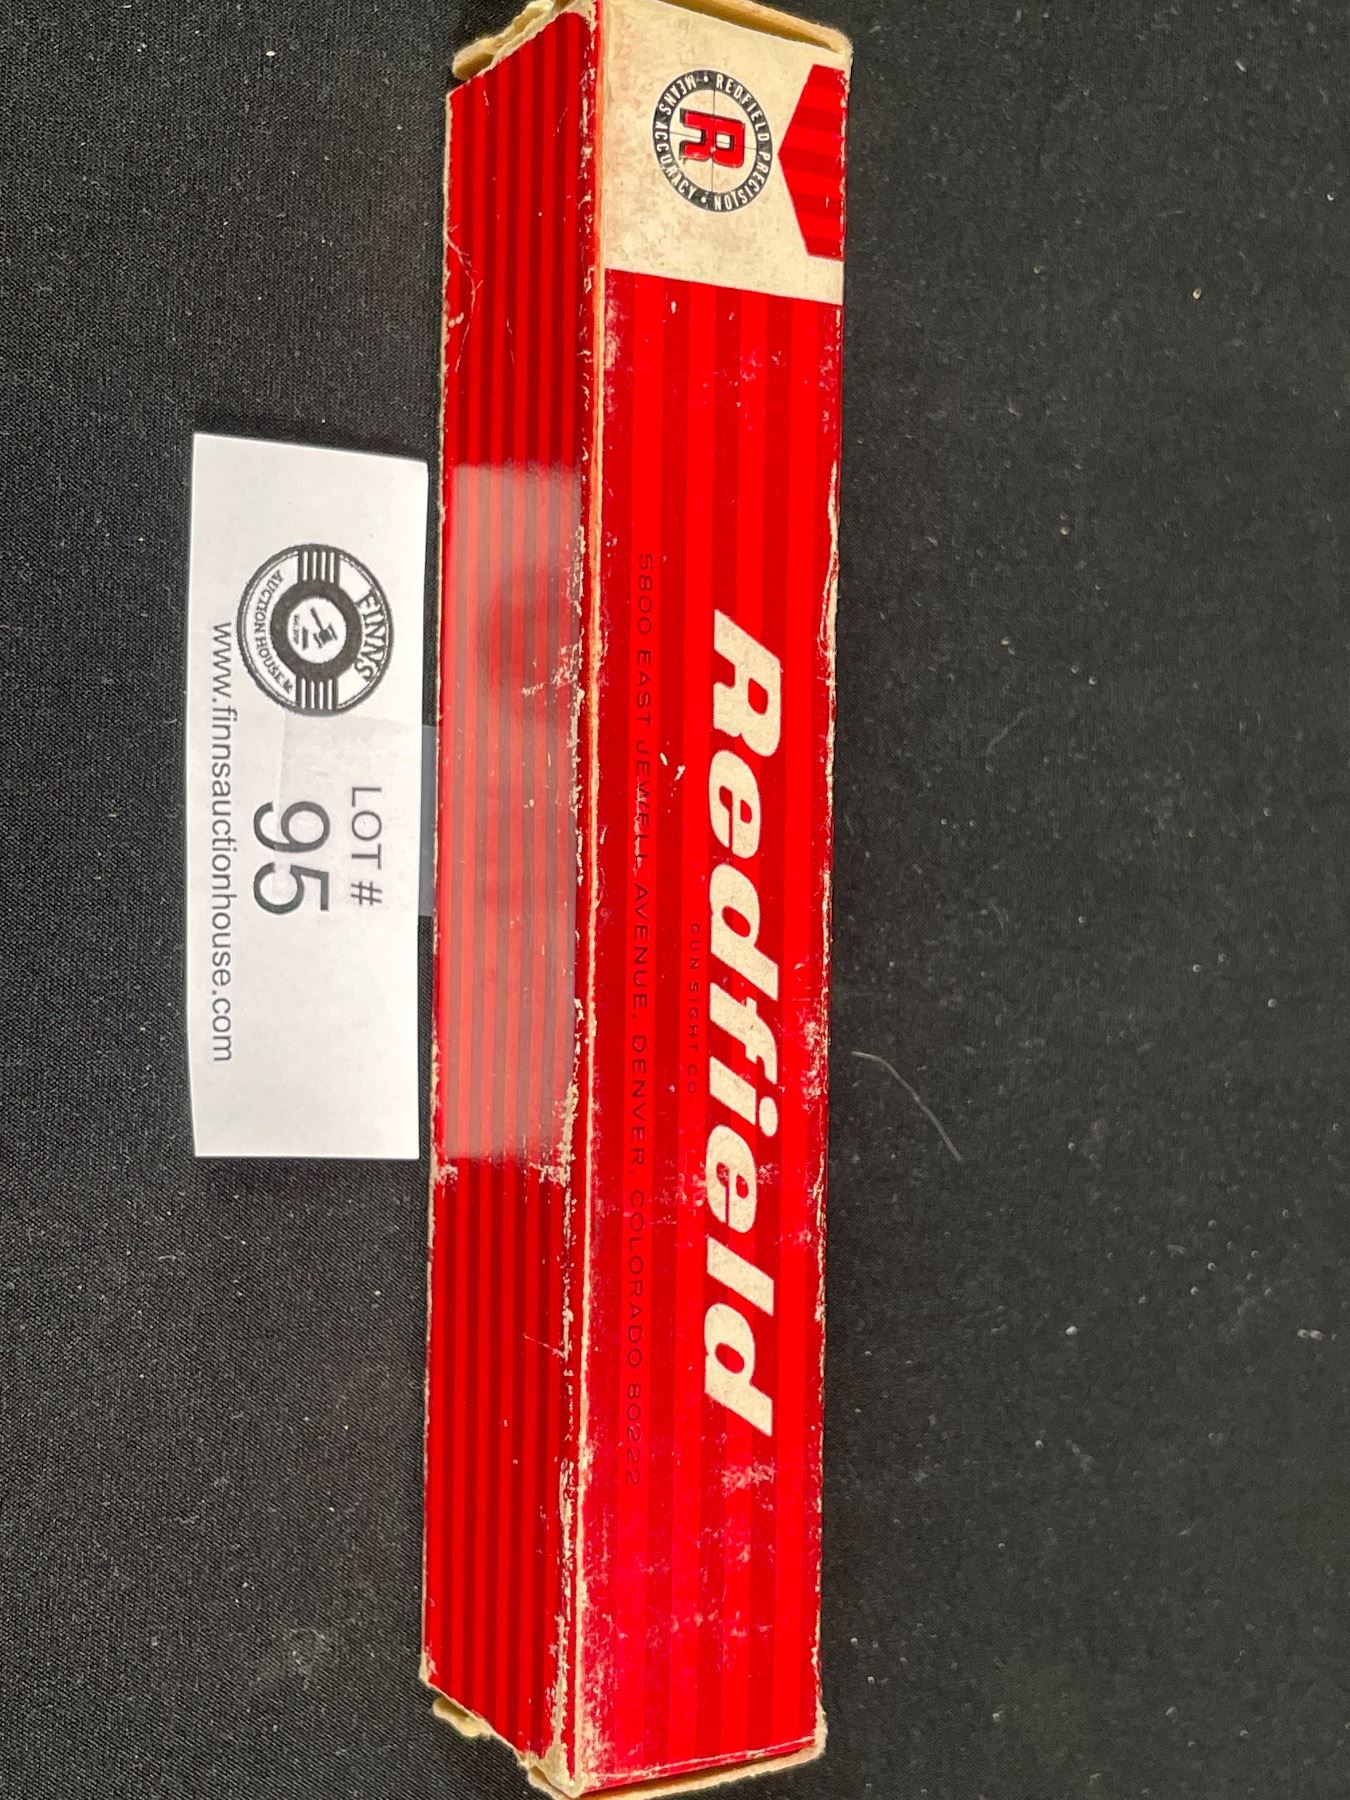 REDFIELD PRECISION • MEANS ACCURACY •
R
Redfield
GUN SIGHT CO
5800 EAST JEWELL AVENUE, DENVER, COLORADO 80222
FINNS
AUCTION HOUSE
LOT #
95
www.finnsauctionhouse.com